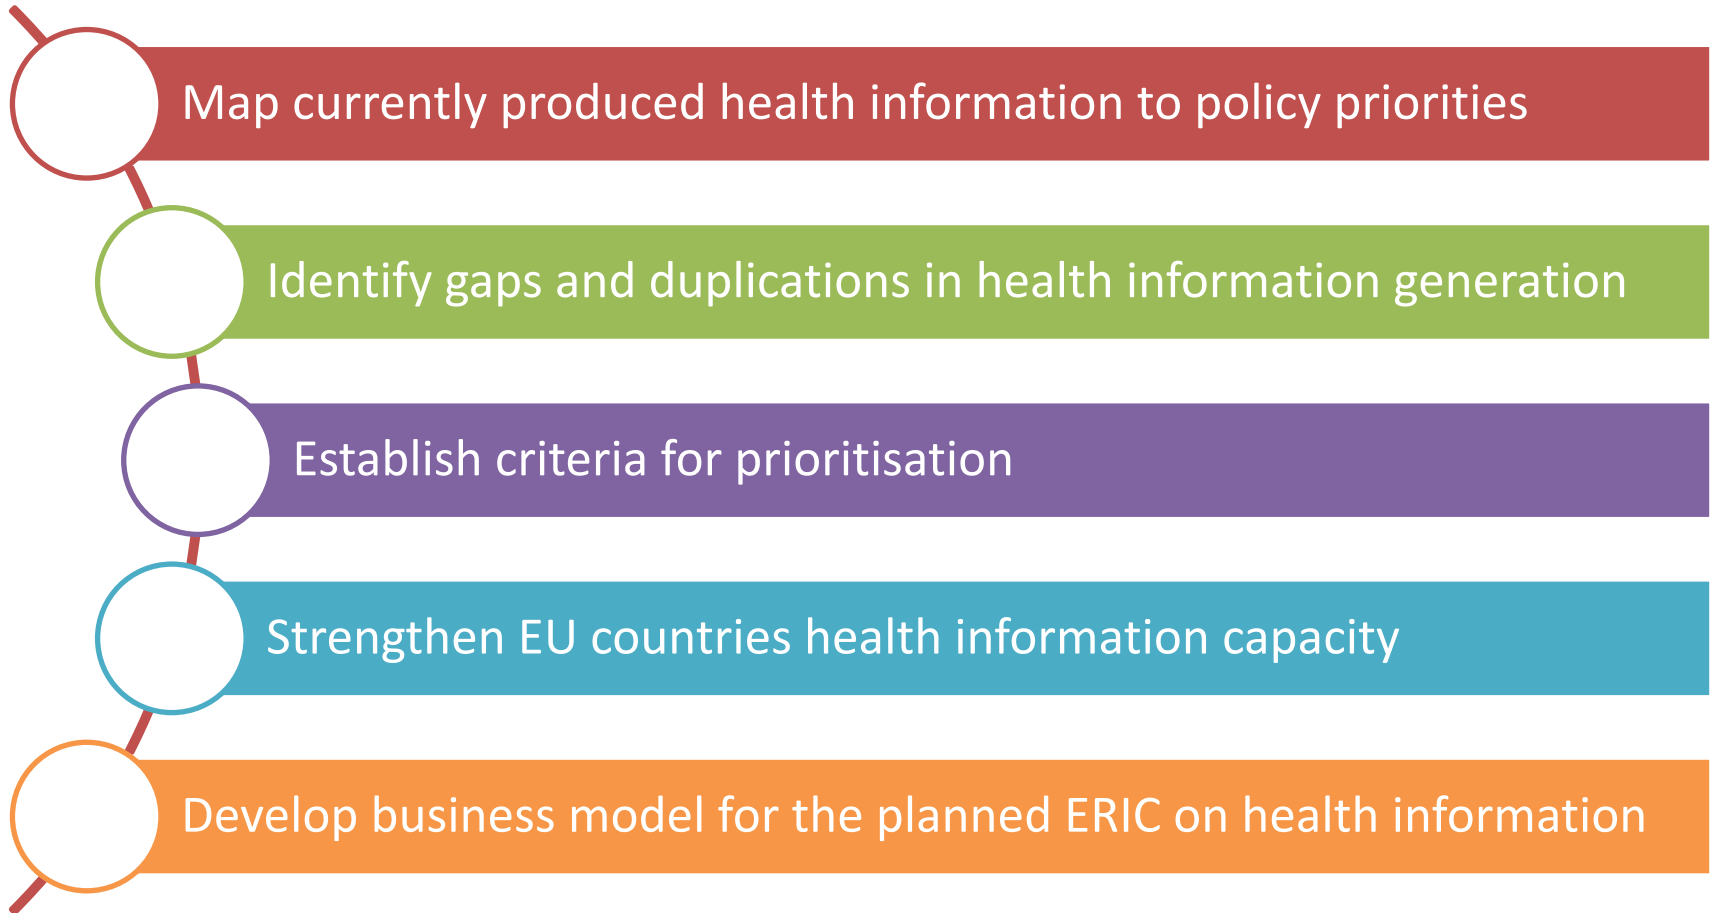 Map currently produced health information to policy priorities
Identify gaps and duplications in health information generation
Establish criteria for prioritisation
Strengthen EU countries health information capacity
Develop business model for the planned ERIC on health information